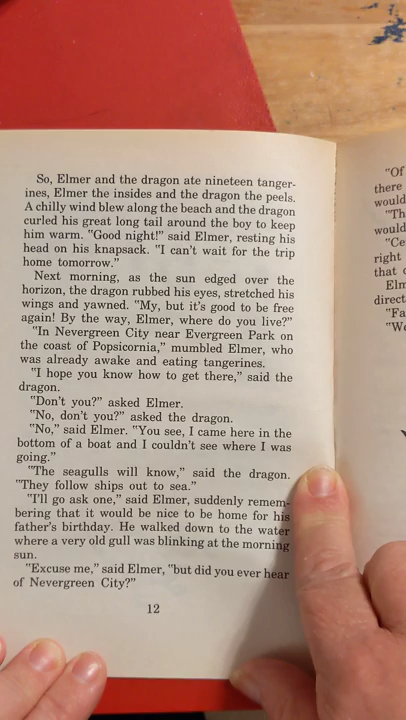 So, Elmer and the dragon ate nineteen tanger-
ines, Elmer the insides and the dragon the peels.
A chilly wind blew along the beach and the dragon
curled his great long tail around the boy to keep
him warm. "Good night!" said Elmer, resting his
head on his knapsack. "I can't wait for the trip
home tomorrow."
Next morning, as the sun edged over the
horizon, the dragon rubbed his eyes, stretched his
wings and yawned. "My, but it's good to be free
again! By the way, Elmer, where do you live?"
"In Nevergreen City near Evergreen Park on
the coast of Popsicornia," mumbled Elmer, who
was already awake and eating tangerines.
"I hope you know how to get there," said the
dragon.
"Don't you?" asked Elmer.
"No, don't you?" asked the dragon.
"No," said Elmer. "You see, I came here in the
bottom of a boat and I couldn't see where I was
going."
"The seagulls will know," said the dragon.
"They follow ships out to sea."
"I'll go ask one," said Elmer, suddenly remem-
bering that it would be nice to be home for his
father's birthday. He walked down to the water
where a very old gull was blinking at the morning
sun.
"Excuse me," said Elmer, "but did you ever hear
of Nevergreen City?"
12
"Of
there
would
"Th
would
"Ce
right
that
Elm
direct
"Fa
"We